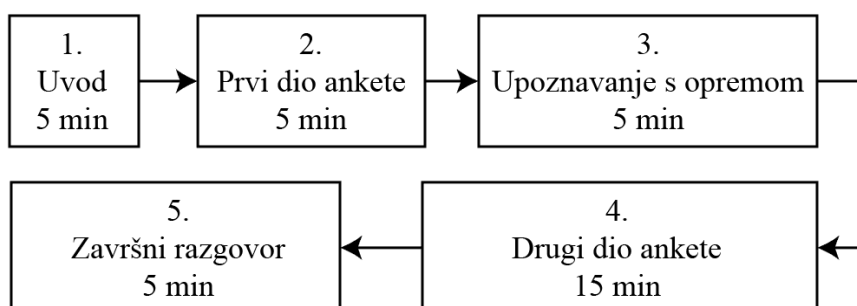 1.
Uvod
5 min
2.
Prvi dio ankete
5 min
3.
Upoznavanje s opremom
5 min
4.
Drugi dio ankete
15 min
5.
Završni razgovor
5 min